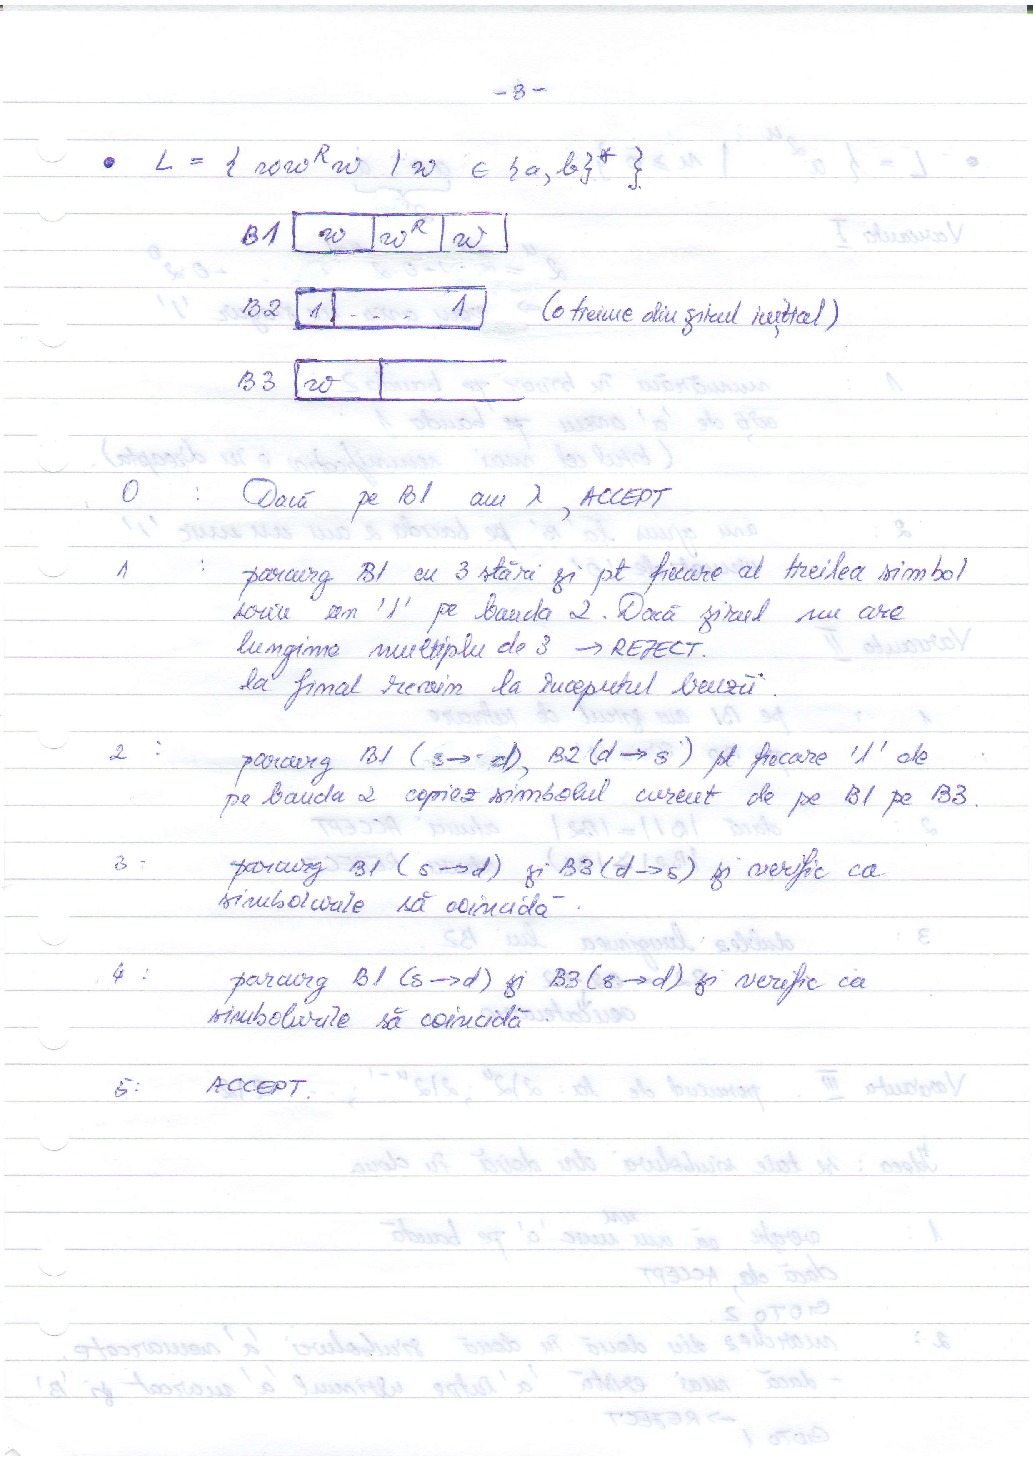 -8-
• L = { w w^R w | w ∈ {a, b}* }
B1 w w^R w
B2 1 . . . . 1 (o treime din șirul inițial)
B3 w
0 : Dacă pe B1 am λ, ACCEPT
1 : parcurg B1 cu 3 stări și pt fiecare al treilea simbol
scriu un '1' pe banda 2. Dacă șirul nu are
lungime multiplu de 3 → REJECT.
la final revin la începutul benzii.
2 : parcurg B1 (s→d), B2 (d→s) pt fiecare '1' de
pe banda 2 copiez simbolul curent de pe B1 pe B3.
3 : parcurg B1 (s→d) și B3 (d→s) și verific ca
simbolurile să coincidă.
4 : parcurg B1 (s→d) și B3 (s→d) și verific ca
simbolurile să coincidă.
5: ACCEPT.